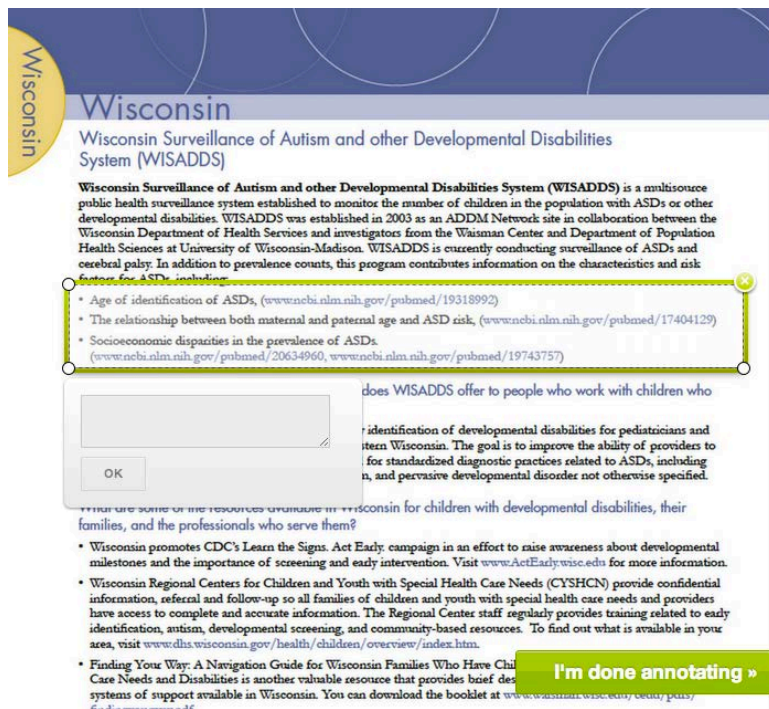 Wisconsin
Wisconsin
Wisconsin Surveillance of Autism and other Developmental Disabilities
System (WISADDS)
Wisconsin Surveillance of Autism and other Developmental Disabilities System (WISADDS) is a multisource
public health surveillance system established to monitor the number of children in the population with ASDs or other
developmental disabilities. WISADDS was established in 2003 as an ADDM Network site in collaboration between the
Wisconsin Department of Health Services and investigators from the Waisman Center and Department of Population
Health Sciences at University of Wisconsin-Madison. WISADDS is currently conducting surveillance of ASDs and
cerebral palsy. In addition to prevalence counts, this program contributes information on the characteristics and risk
factors for ASDs, including:
• Age of identification of ASDs, (www.ncbi.nlm.nih.gov/pubmed/19318992)
• The relationship between both maternal and paternal age and ASD risk, (www.ncbi.nlm.nih.gov/pubmed/17404129)
• Socioeconomic disparities in the prevalence of ASDs.
(www.ncbi.nlm.nih.gov/pubmed/20634960, www.ncbi.nlm.nih.gov/pubmed/19743757)
does WISADDS offer to people who work with children who
identification of developmental disabilities for pediatricians and
stern Wisconsin. The goal is to improve the ability of providers to
for standardized diagnostic practices related to ASDs, including
, and pervasive developmental disorder not otherwise specified.
OK
What are some of the resources available in Wisconsin for children with developmental disabilities, their
families, and the professionals who serve them?
• Wisconsin promotes CDC's Learn the Signs. Act Early. campaign in an effort to raise awareness about developmental
milestones and the importance of screening and early intervention. Visit www.ActEarly.wisc.edu for more information.
• Wisconsin Regional Centers for Children and Youth with Special Health Care Needs (CYSHCN) provide confidential
information, referral and follow-up so all families of children and youth with special health care needs and providers
have access to complete and accurate information. The Regional Center staff regularly provides training related to early
identification, autism, developmental screening, and community-based resources. To find out what is available in your
area, visit www.dhs.wisconsin.gov/health/children/overview/index.htm.
• Finding Your Way: A Navigation Guide for Wisconsin Families Who Have Chil
Care Needs and Disabilities is another valuable resource that provides brief des
systems of support available in Wisconsin. You can download the booklet at www.waisman.wisc.edu/cedd/pdfs/
I'm done annotating »